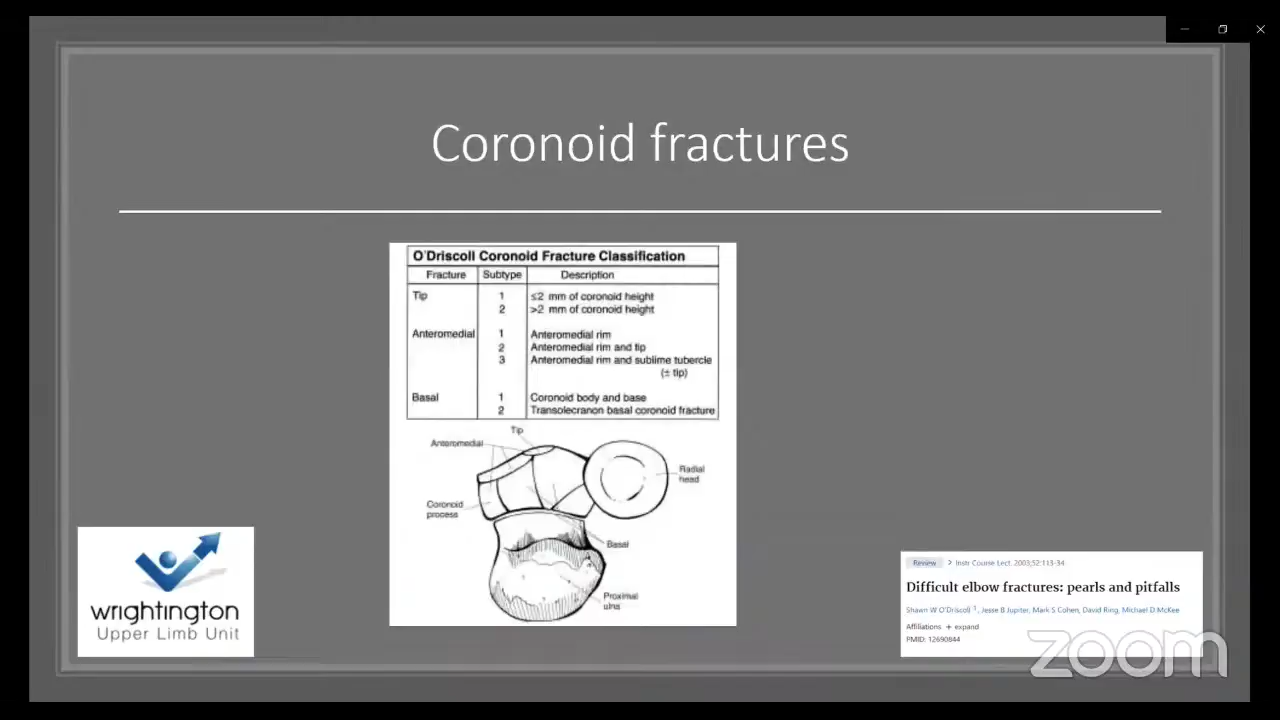 Coronoid fractures
O'Driscoll Coronoid Fracture Classification
Fracture Subtype Description
Tip 1 ≤2 mm of coronoid height
2 >2 mm of coronoid height
Anteromedial 1 Anteromedial rim
2 Anteromedial rim and tip
3 Anteromedial rim and sublime tubercle
(± tip)
Basal 1 Coronoid body and base
2 Transolecranon basal coronoid fracture
Tip
Anteromedial
Radial
head
Coronoid
process
Basal
Proximal
ulna
wrightington
Upper Limb Unit
Review > Instr Course Lect. 2003;52:113-34
Difficult elbow fractures: pearls and pitfalls
Shawn W O'Driscoll 1, Jesse B Jupiter, Mark S Cohen, David Ring, Michael D McKee
Affiliations + expand
PMID: 12690844
zoom